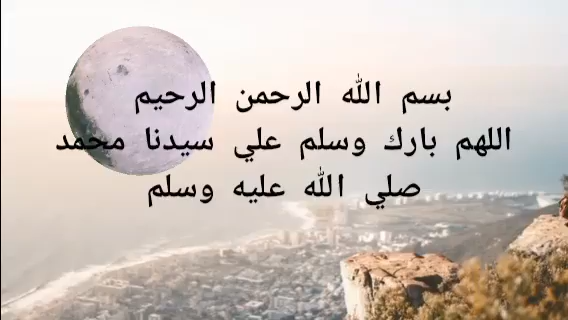 بسم الله الرحمن الرحيم
اللهم بارك وسلم علي سيدنا محمد
صلي الله عليه وسلم